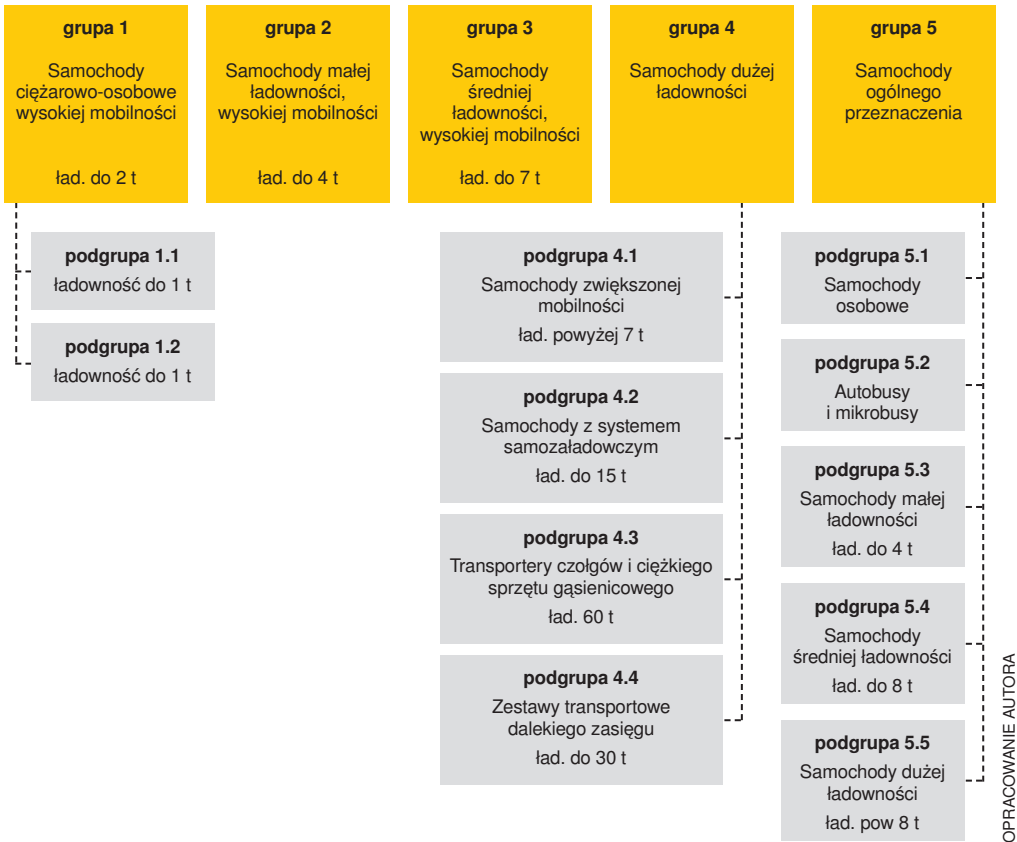 grupa 1
Samochody
ciężarowo-osobowe
wysokiej mobilności
ład. do 2 t
grupa 2
Samochody małej
ładowności,
wysokiej mobilności
ład. do 4 t
grupa 3
Samochody
średniej
ładowności,
wysokiej mobilności
ład. do 7 t
grupa 4
Samochody dużej
ładowności
grupa 5
Samochody
ogólnego
przeznaczenia
podgrupa 1.1
ładowność do 1 t
podgrupa 1.2
ładowność do 1 t
podgrupa 4.1
Samochody zwiększonej
mobilności
ład. powyżej 7 t
podgrupa 4.2
Samochody z systemem
samozaładowczym
ład. do 15 t
podgrupa 4.3
Transportery czołgów i ciężkiego
sprzętu gąsienicowego
ład. 60 t
podgrupa 4.4
Zestawy transportowe
dalekiego zasięgu
ład. do 30 t
podgrupa 5.1
Samochody
osobowe
podgrupa 5.2
Autobusy
i mikrobusy
podgrupa 5.3
Samochody małej
ładowności
ład. do 4 t
podgrupa 5.4
Samochody
średniej ładowności
ład. do 8 t
podgrupa 5.5
Samochody dużej
ładowności
ład. pow 8 t
OPRACOWANIE AUTORA